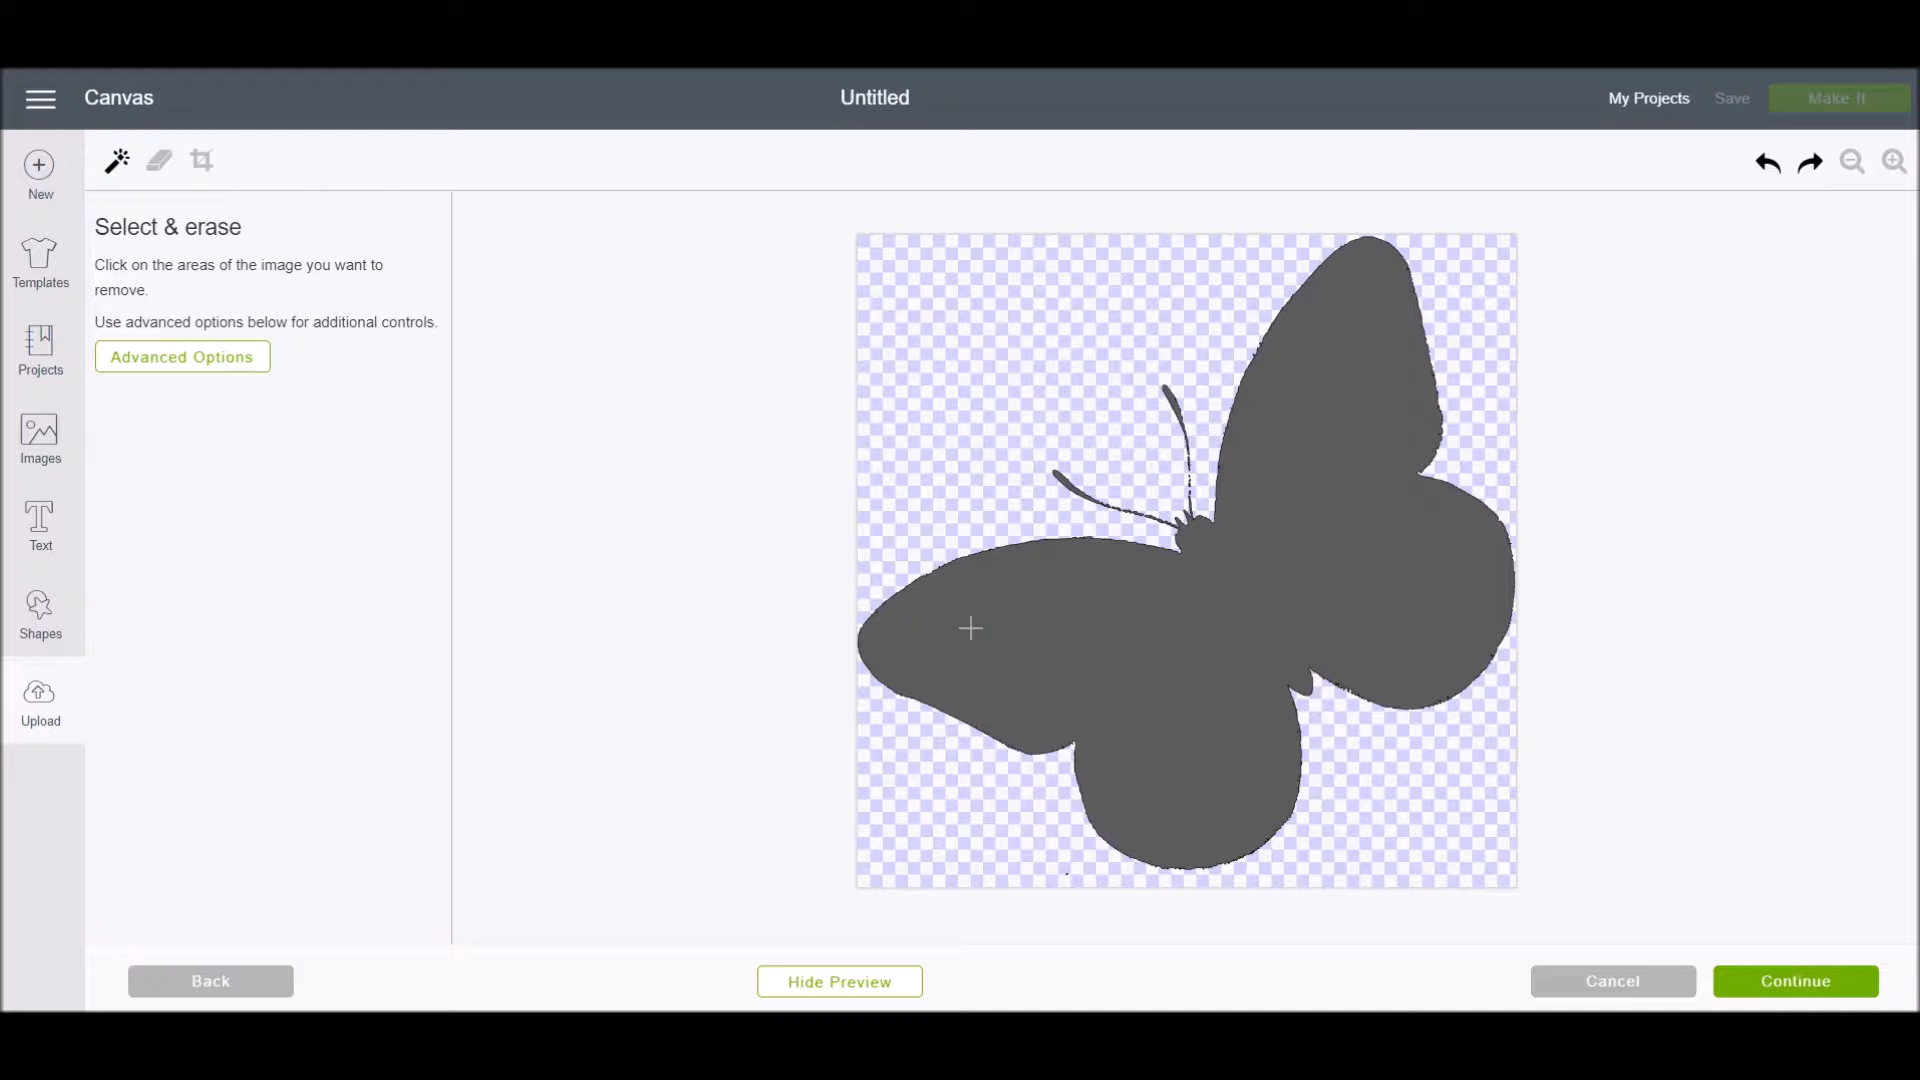 Canvas
Untitled
My Projects
Save
Make It
New
Templates
Projects
Images
Text
Shapes
Upload
Select & erase
Click on the areas of the image you want to
remove.
Use advanced options below for additional controls.
Advanced Options
Back
Hide Preview
Cancel
Continue